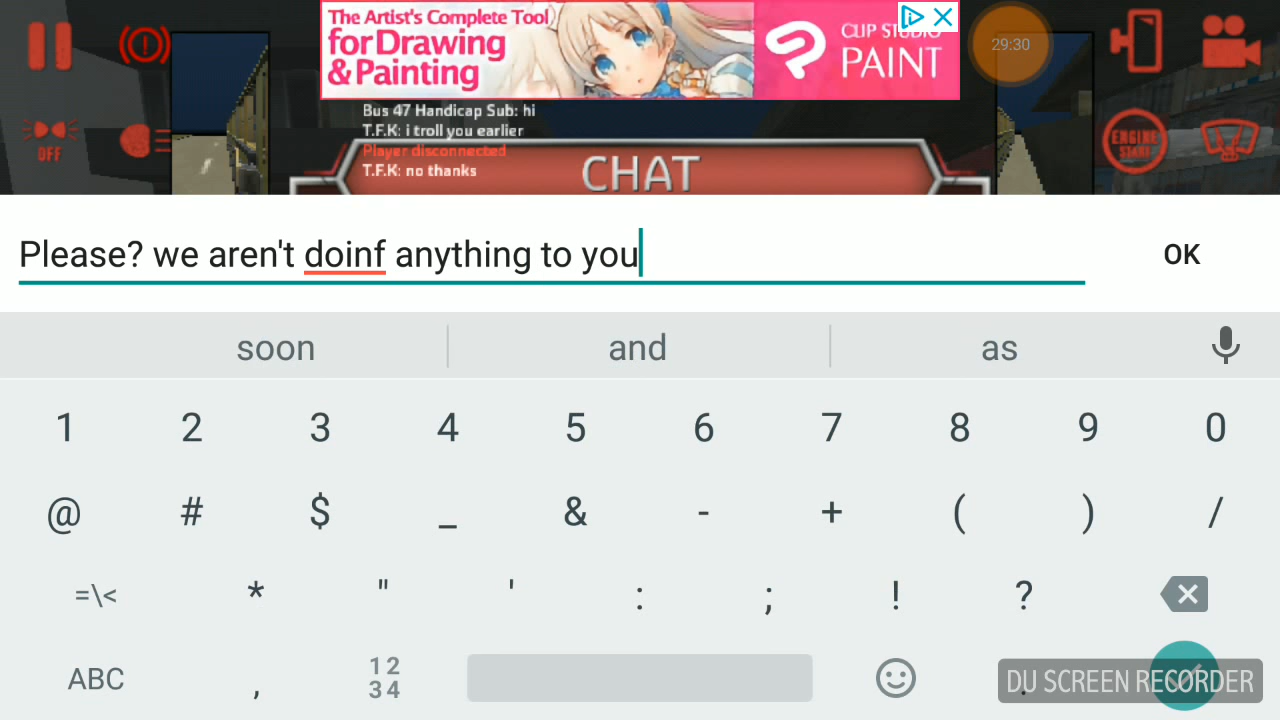 The Artist's Complete Tool
for Drawing
& Painting
CLIP STUDIO
PAINT
29:30
OFF
ENGINE
START
Bus 47 Handicap Sub: hi
T.F.K: i troll you earlier
Player disconnected
T.F.K: no thanks
CHAT
Please? we aren't doinf anything to you
OK
soon and as
1 2 3 4 5 6 7 8 9 0
@ # $ _ & - + ( ) /
=\< * " ' : ; ! ?
ABC , 12 34 .
DU SCREEN RECORDER